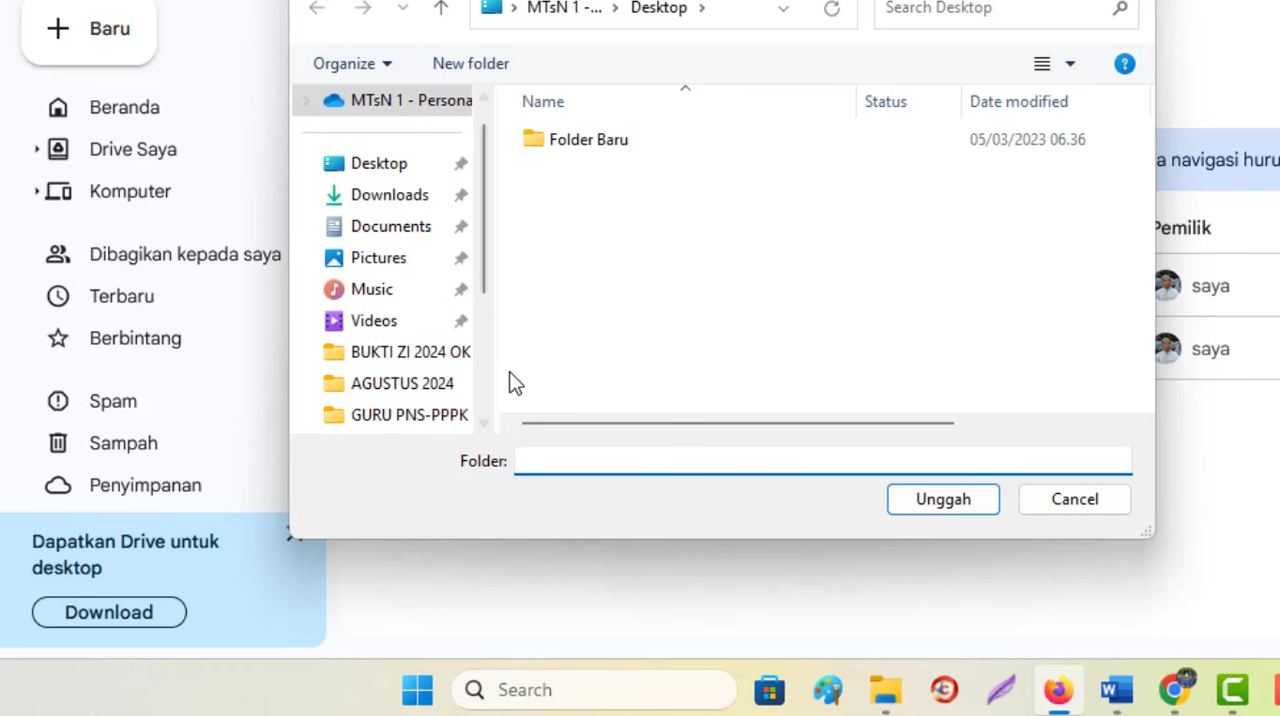 Baru
MTsN 1 -... > Desktop >
Search Desktop
Organize
New folder
?
MTsN 1 - Persona
Name
Status
Date modified
Beranda
Drive Saya
Komputer
Dibagikan kepada saya
Terbaru
Berbintang
Spam
Sampah
Penyimpanan
Dapatkan Drive untuk
desktop
Download
Desktop
Downloads
Documents
Pictures
Music
Videos
BUKTI ZI 2024 OK
AGUSTUS 2024
GURU PNS-PPPK
Folder Baru
05/03/2023 06.36
a navigasi huru
Pemilik
saya
saya
Folder:
Unggah
Cancel
Search